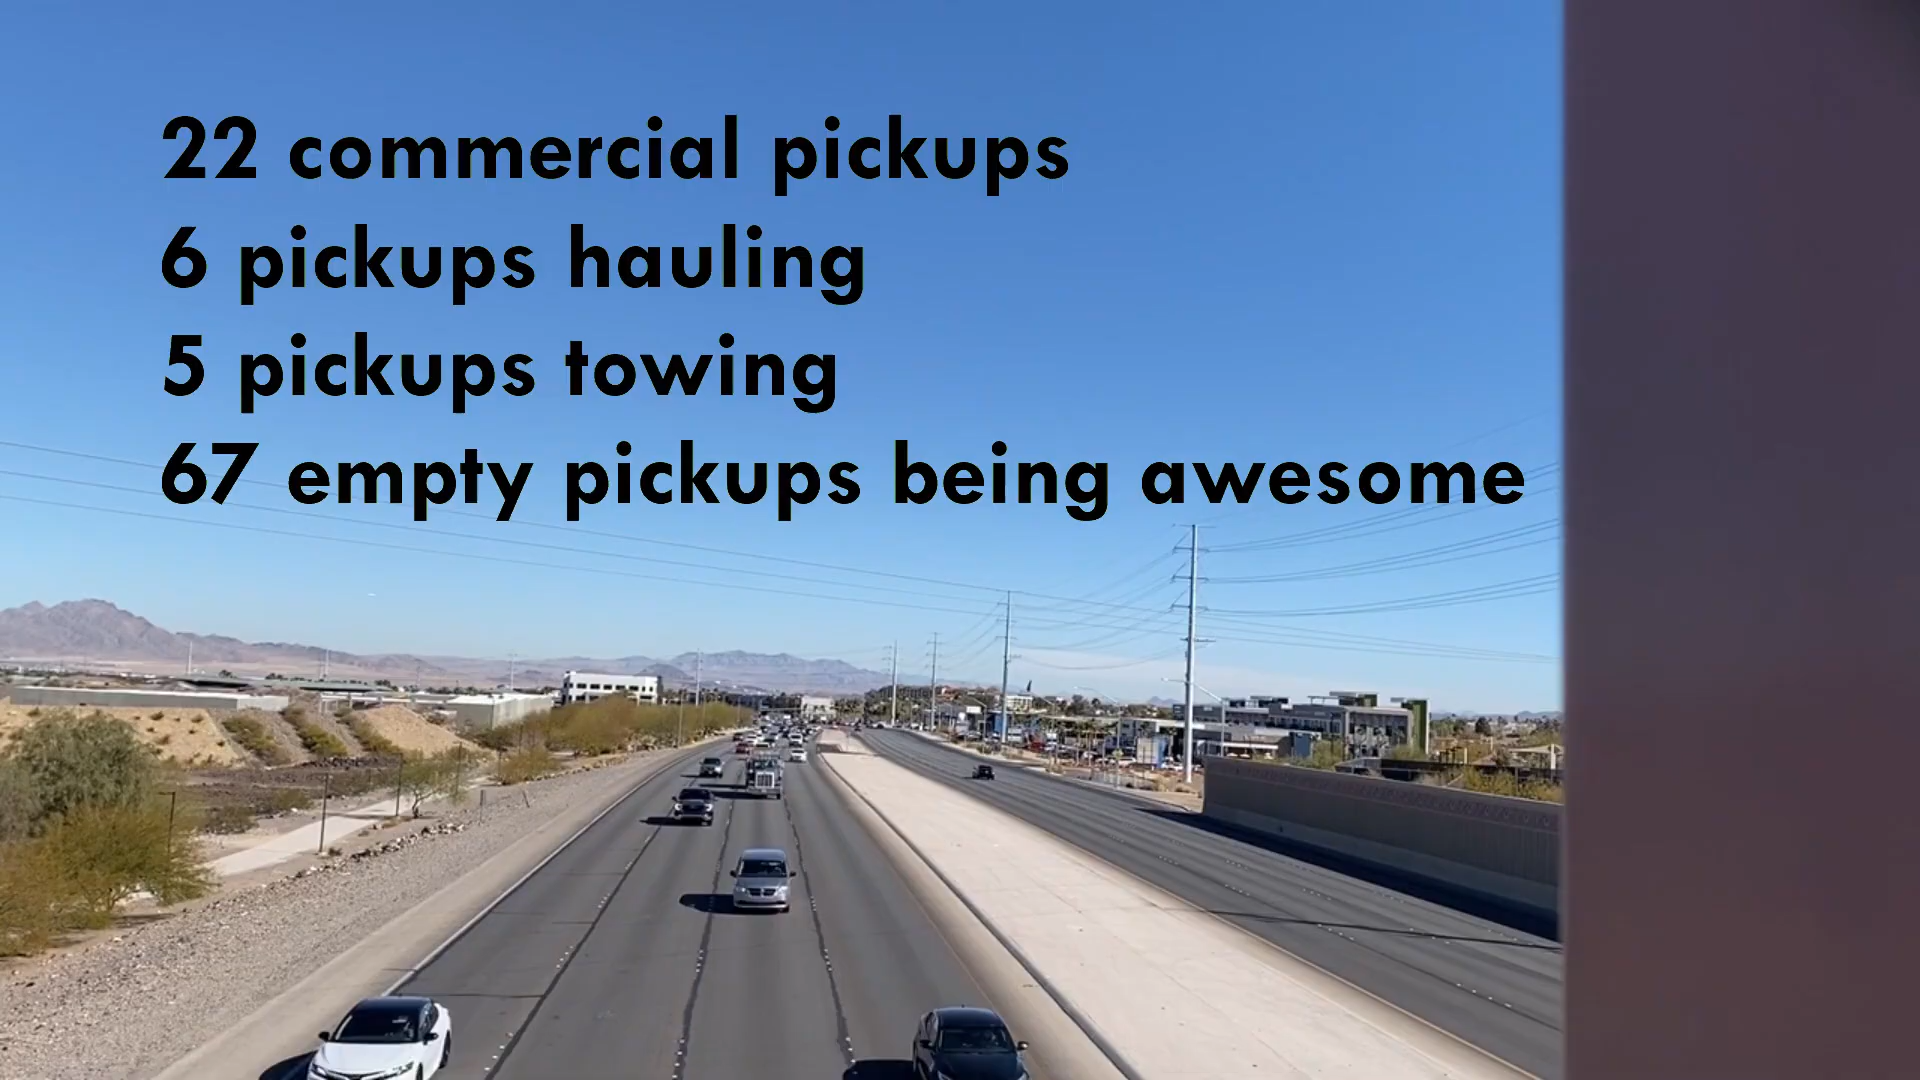 22 commercial pickups
6 pickups hauling
5 pickups towing
67 empty pickups being awesome